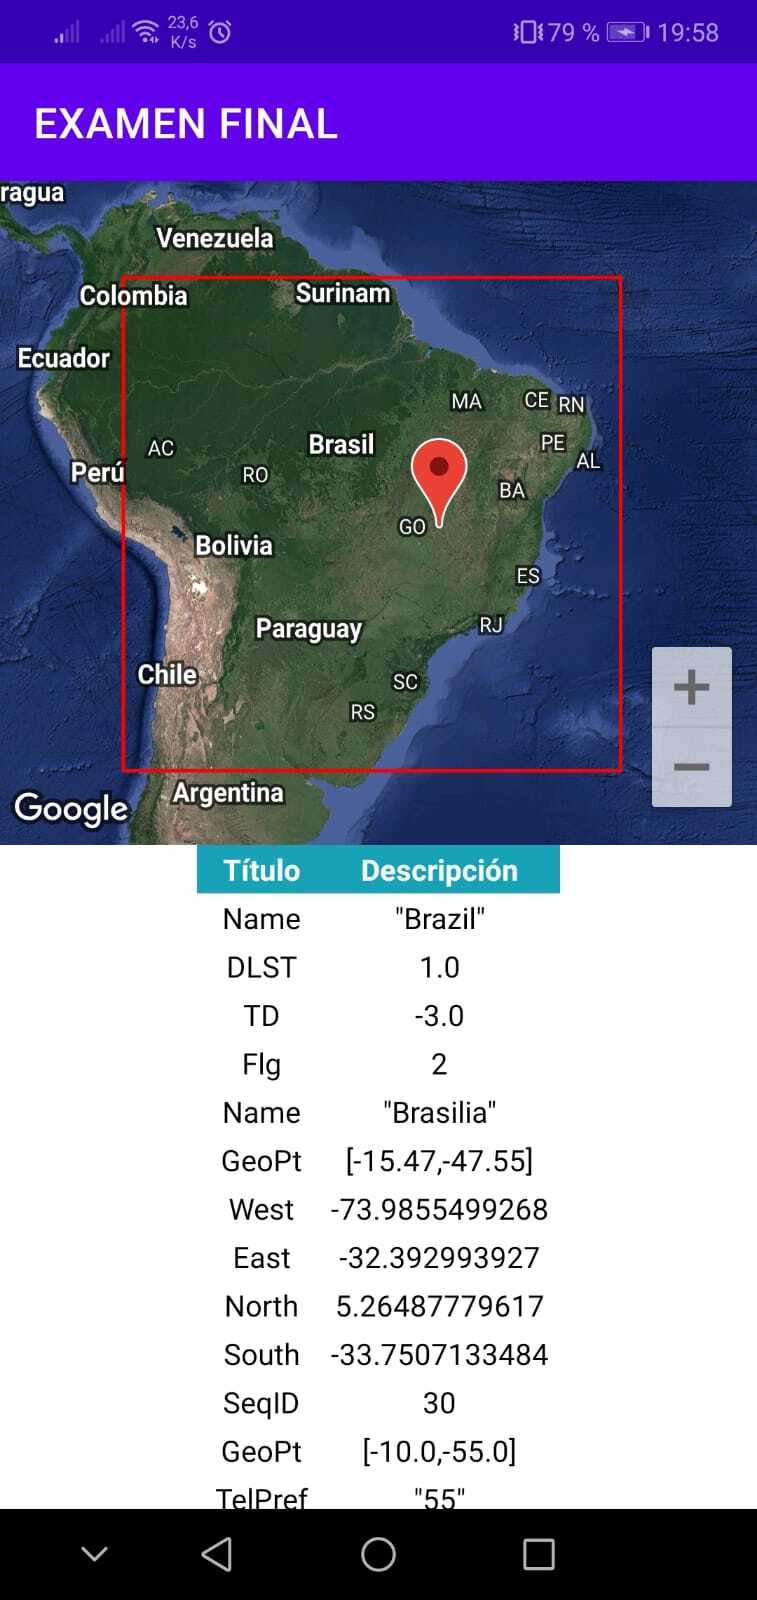 23,6
K/s
79 % 19:58
EXAMEN FINAL
ragua
Venezuela
Colombia
Surinam
Ecuador
MA
CE
RN
Brasil
PE
AC
AL
Perú
RO
BA
GO
Bolivia
ES
Paraguay
RJ
Chile
SC
RS
Argentina
Google
+
−
Título Descripción
Name "Brazil"
DLST 1.0
TD -3.0
Flg 2
Name "Brasilia"
GeoPt [-15.47,-47.55]
West -73.9855499268
East -32.392993927
North 5.26487779617
South -33.7507133484
SeqID 30
GeoPt [-10.0,-55.0]
TelPref "55"